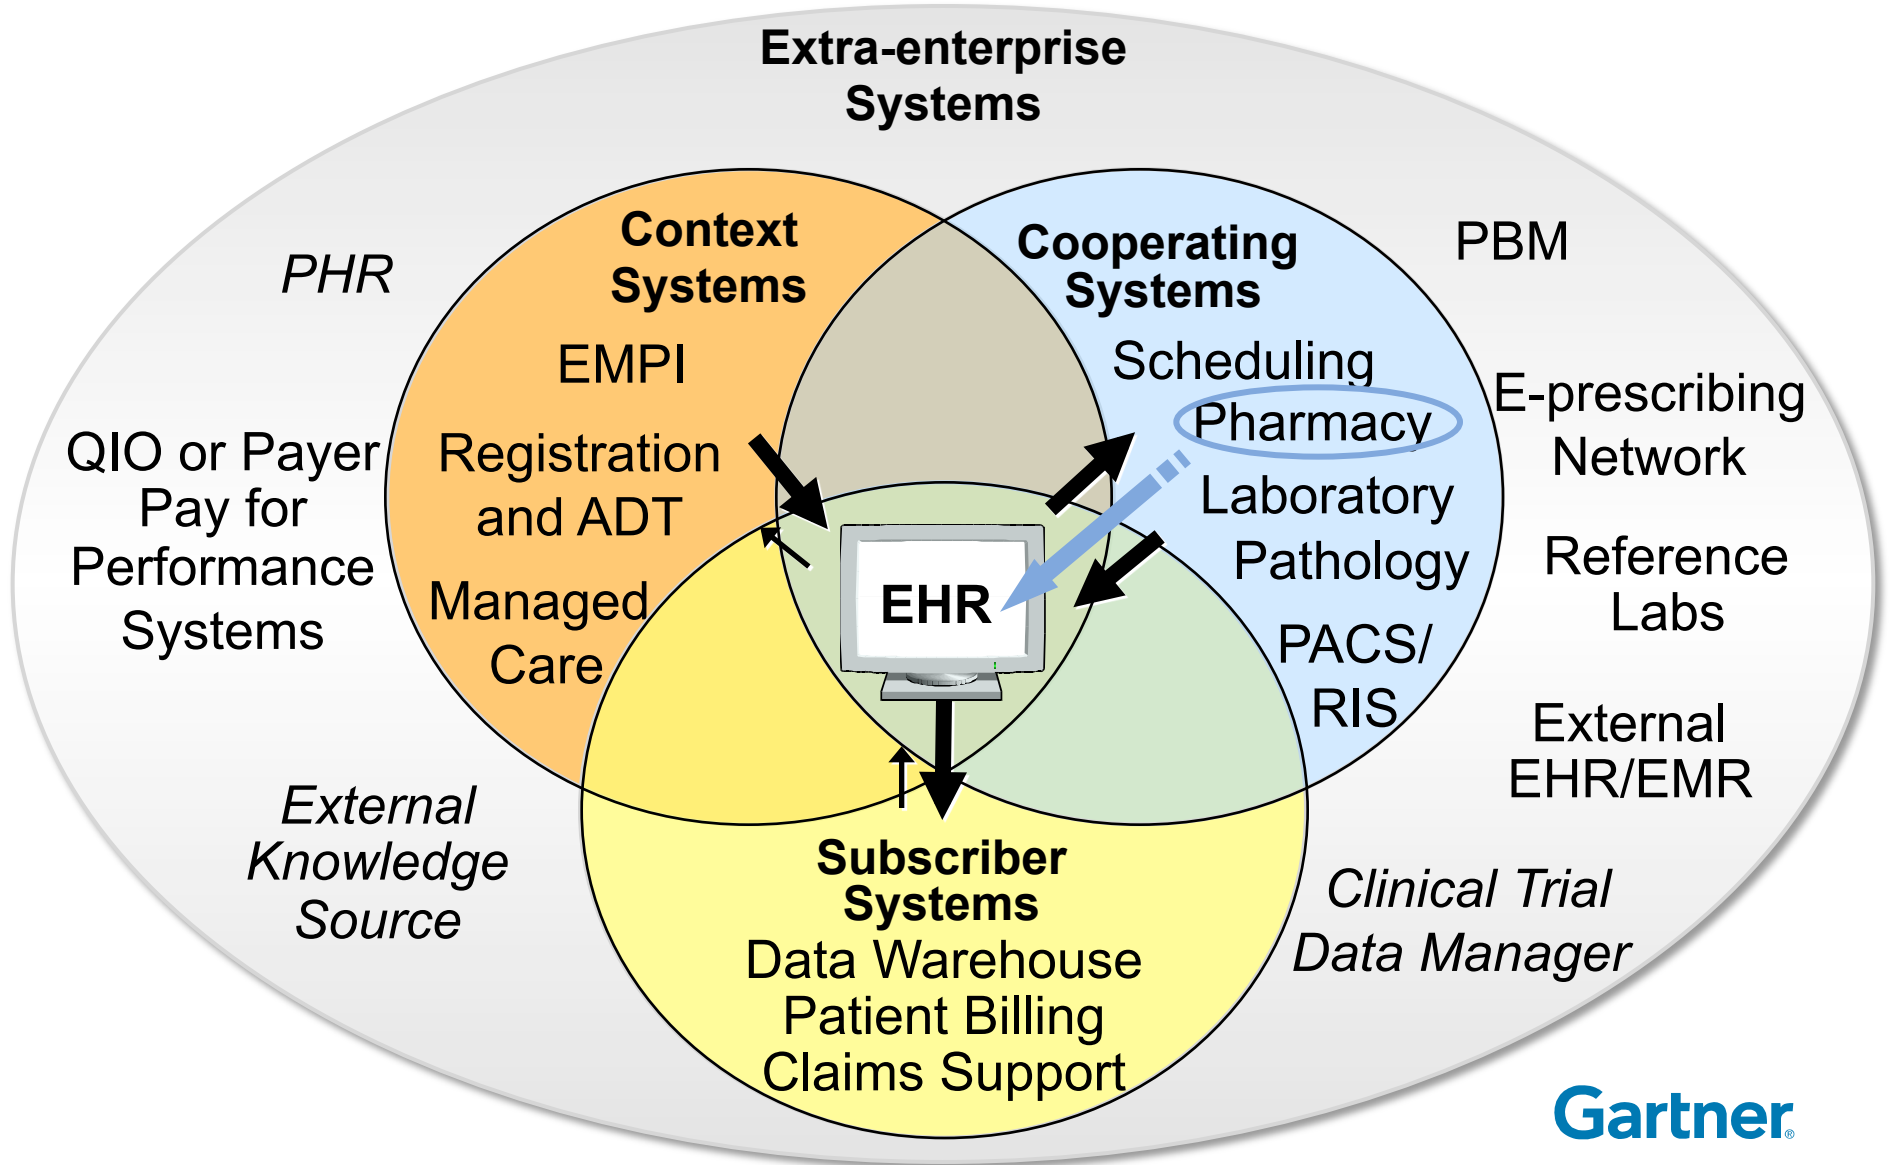 Extra-enterprise
Systems
Context
Systems
EMPI
Registration
and ADT
Managed
Care
Cooperating
Systems
Scheduling
Pharmacy
Laboratory
Pathology
PACS/
RIS
EHR
Subscriber
Systems
Data Warehouse
Patient Billing
Claims Support
PHR
QIO or Payer
Pay for
Performance
Systems
External
Knowledge
Source
PBM
E-prescribing
Network
Reference
Labs
External
EHR/EMR
Clinical Trial
Data Manager
Gartner®